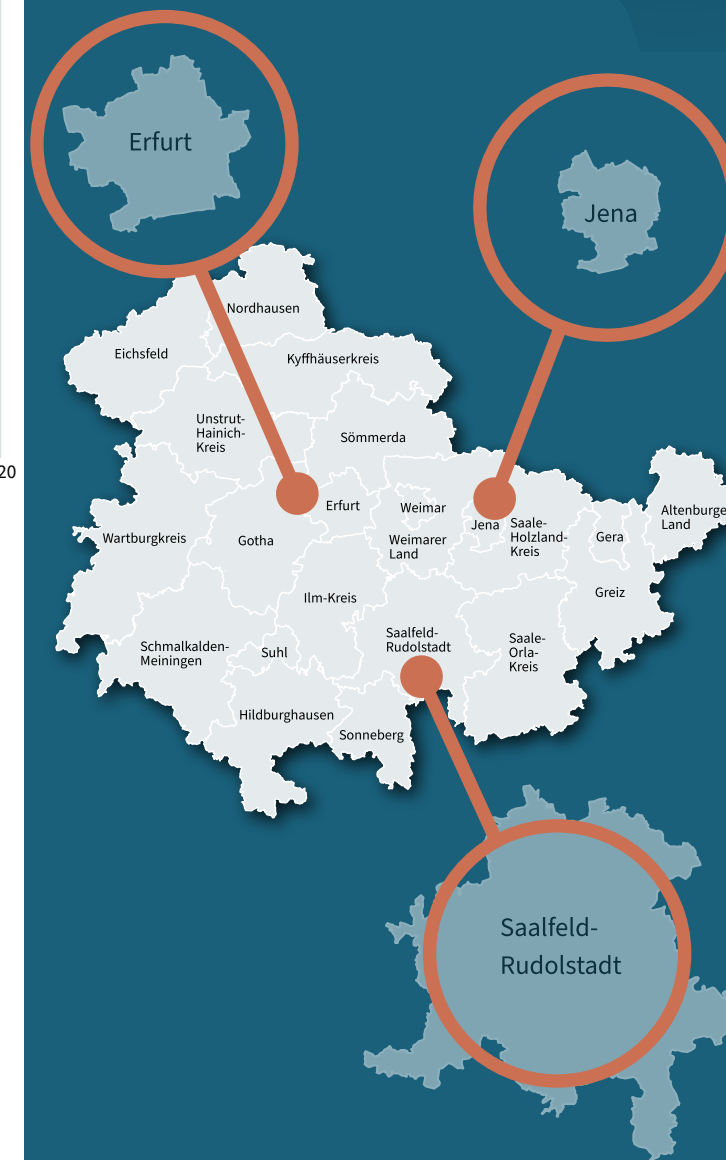 Erfurt
Jena
Nordhausen
Eichsfeld
Kyffhäuserkreis
Unstrut-
Hainich-
Kreis
Sömmerda
20
Erfurt
Weimar
Altenburge
Land
Wartburgkreis
Gotha
Weimarer
Land
Jena
Saale-
Holzland-
Kreis
Gera
Ilm-Kreis
Greiz
Schmalkalden-
Meiningen
Suhl
Saalfeld-
Rudolstadt
Saale-
Orla-
Kreis
Hildburghausen
Sonneberg
Saalfeld-
Rudolstadt